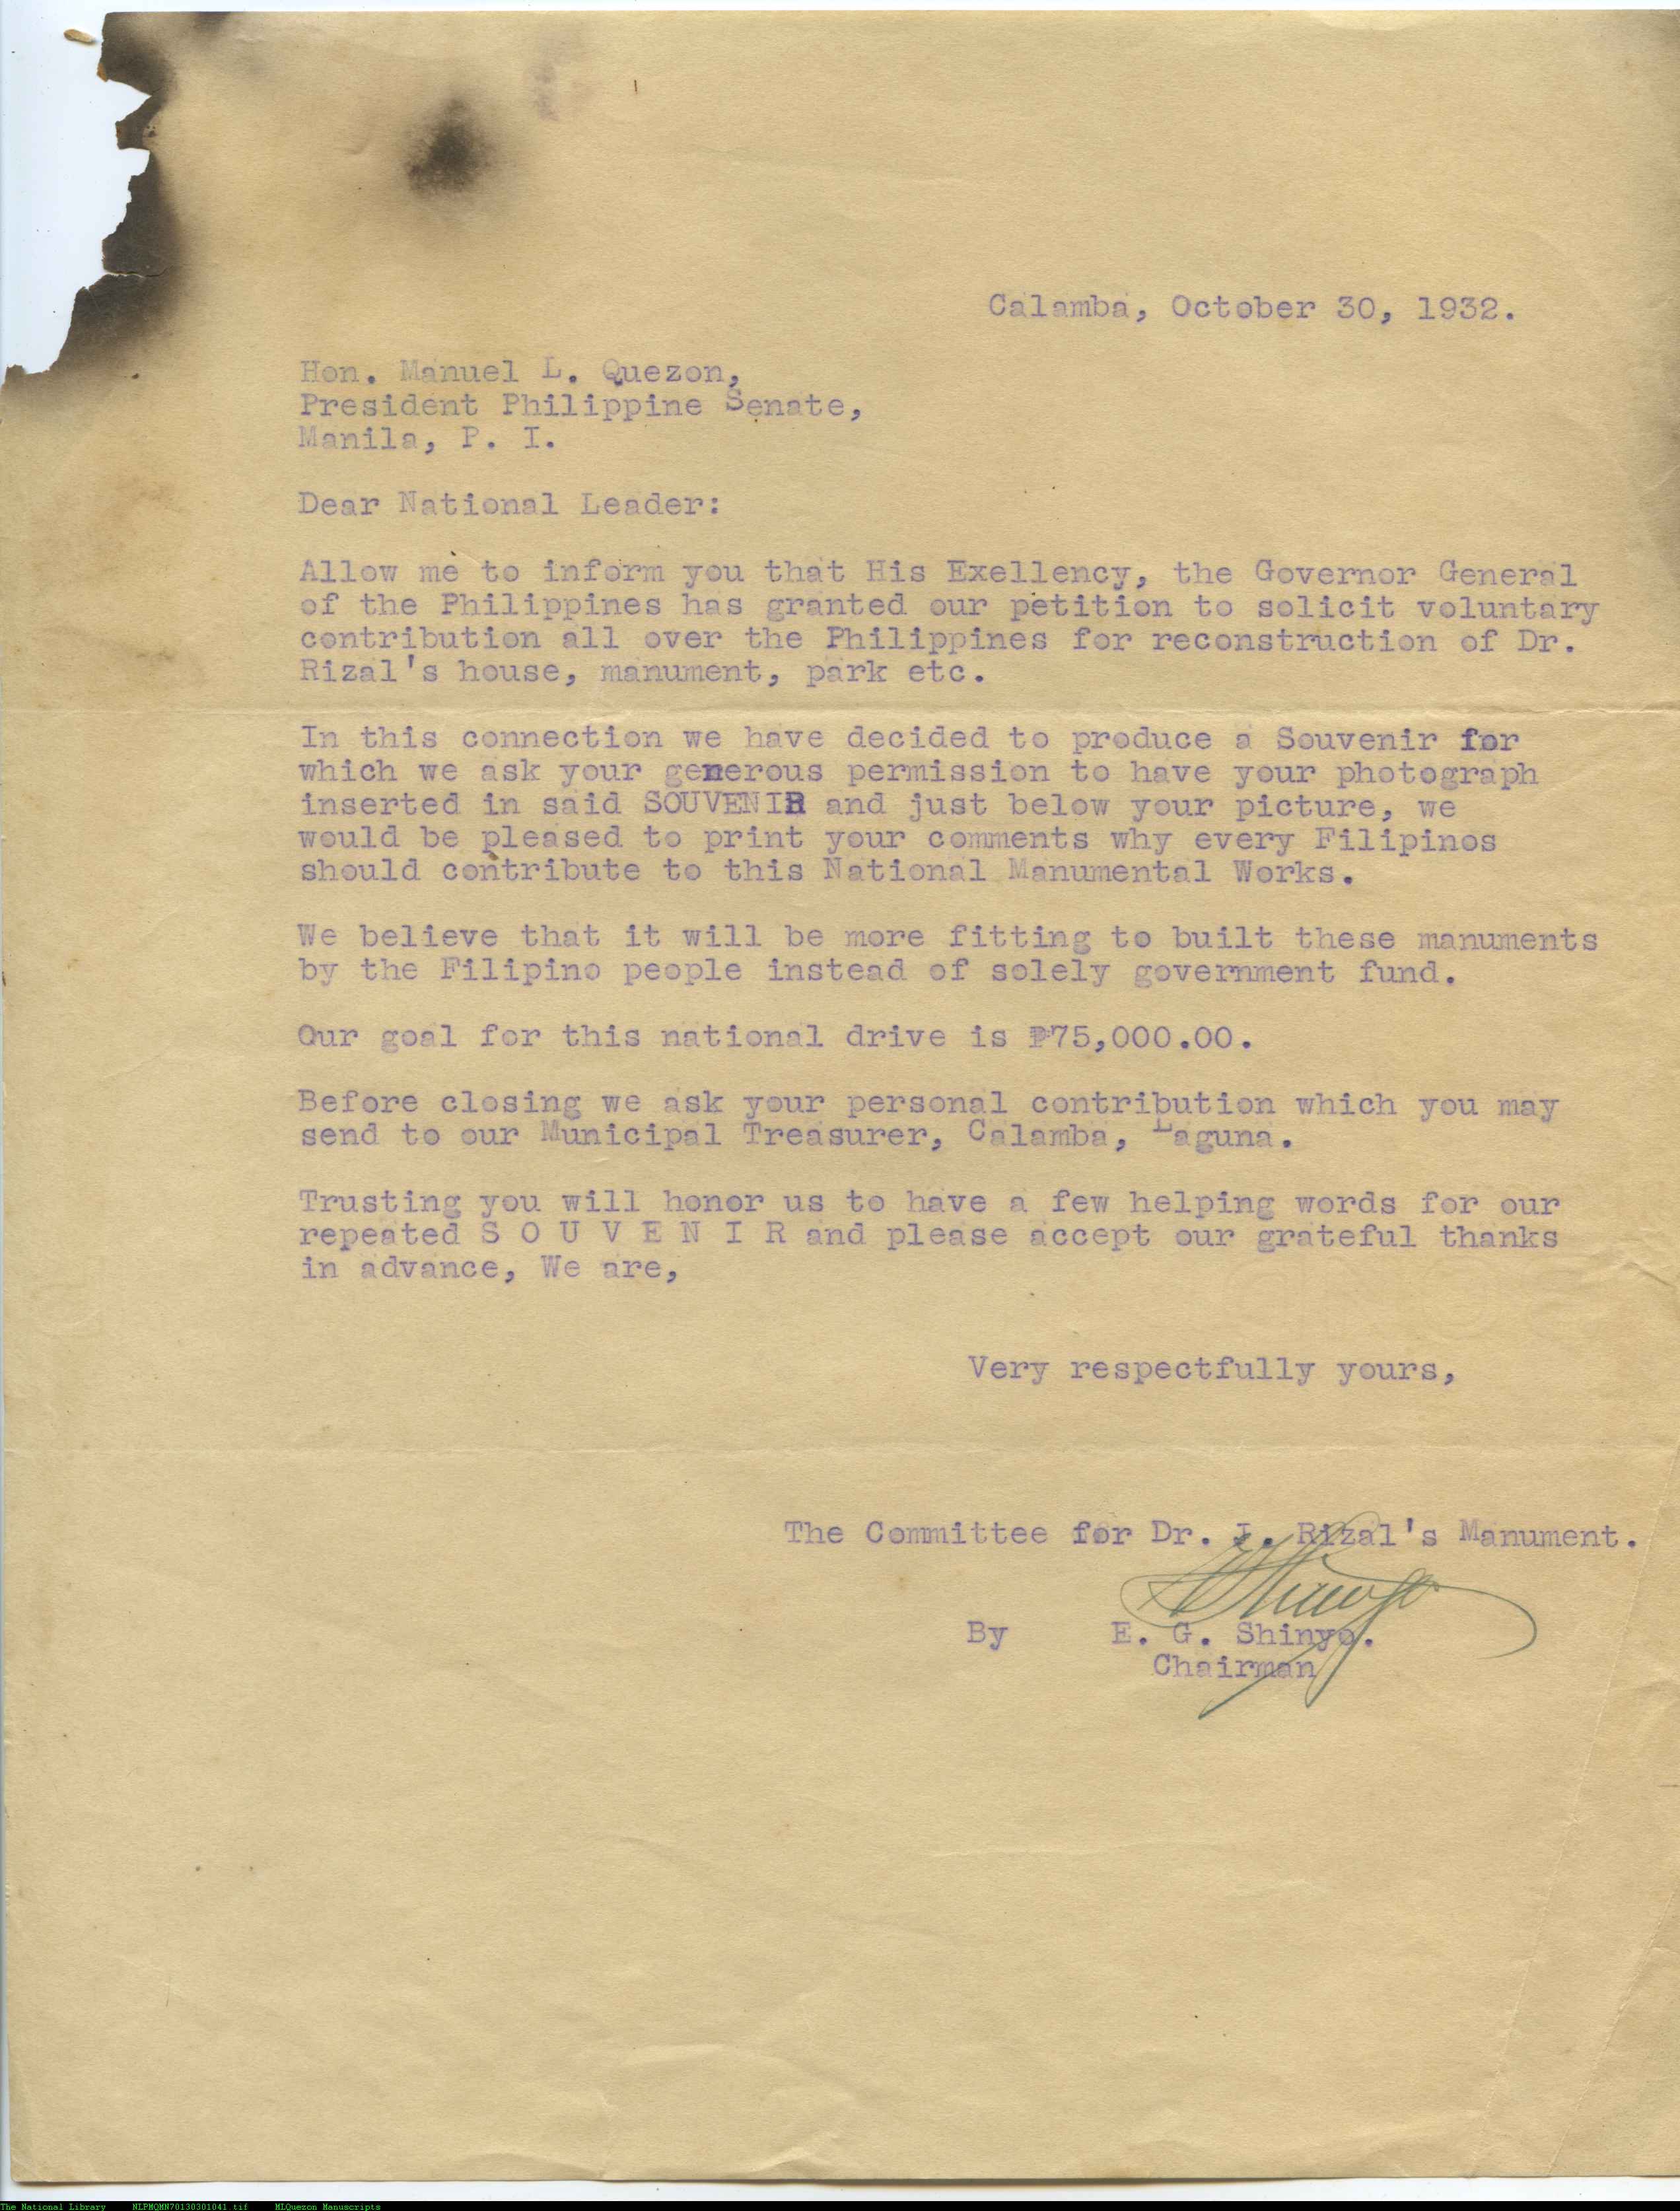 Calamba, October 30, 1932.
Hon. Manuel L. Quezon,
President Philippine Senate,
Manila, P. I.
Dear National Leader:
Allow me to inform you that His Exellency, the Governor General
of the Philippines has granted our petition to solicit voluntary
contribution all over the Philippines for reconstruction of Dr.
Rizal's house, manument, park etc.
In this connection we have decided to produce a Souvenir for
which we ask your generous permission to have your photograph
inserted in said SOUVENIR and just below your picture, we
would be pleased to print your comments why every Filipinos
should contribute to this National Manumental Works.
We believe that it will be more fitting to built these manuments
by the Filipino people instead of solely government fund.
Our goal for this national drive is ₱75,000.00.
Before closing we ask your personal contribution which you may
send to our Municipal Treasurer, Calamba, Laguna.
Trusting you will honor us to have a few helping words for our
repeated S O U V E N I R and please accept our grateful thanks
in advance, We are,
Very respectfully yours,
The Committee for Dr. Rizal's Manument.
By E. G. Shinyo.
Chairman
The National Library NLPMQMN70130301041.tif MLQuezon Manuscripts